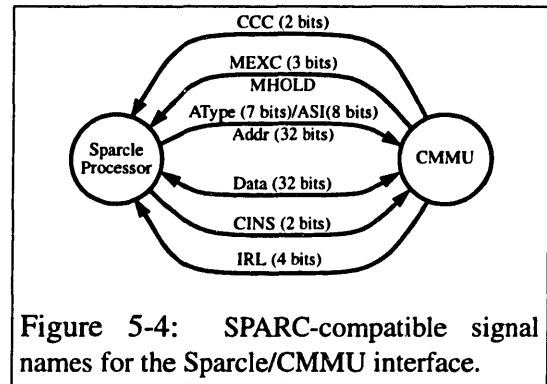 CCC (2 bits)
MEXC (3 bits)
MHOLD
AType (7 bits)/ASI(8 bits)
Addr (32 bits)
Sparcle
Processor
CMMU
Data (32 bits)
CINS (2 bits)
IRL (4 bits)
Figure 5-4: SPARC-compatible signal
names for the Sparcle/CMMU interface.